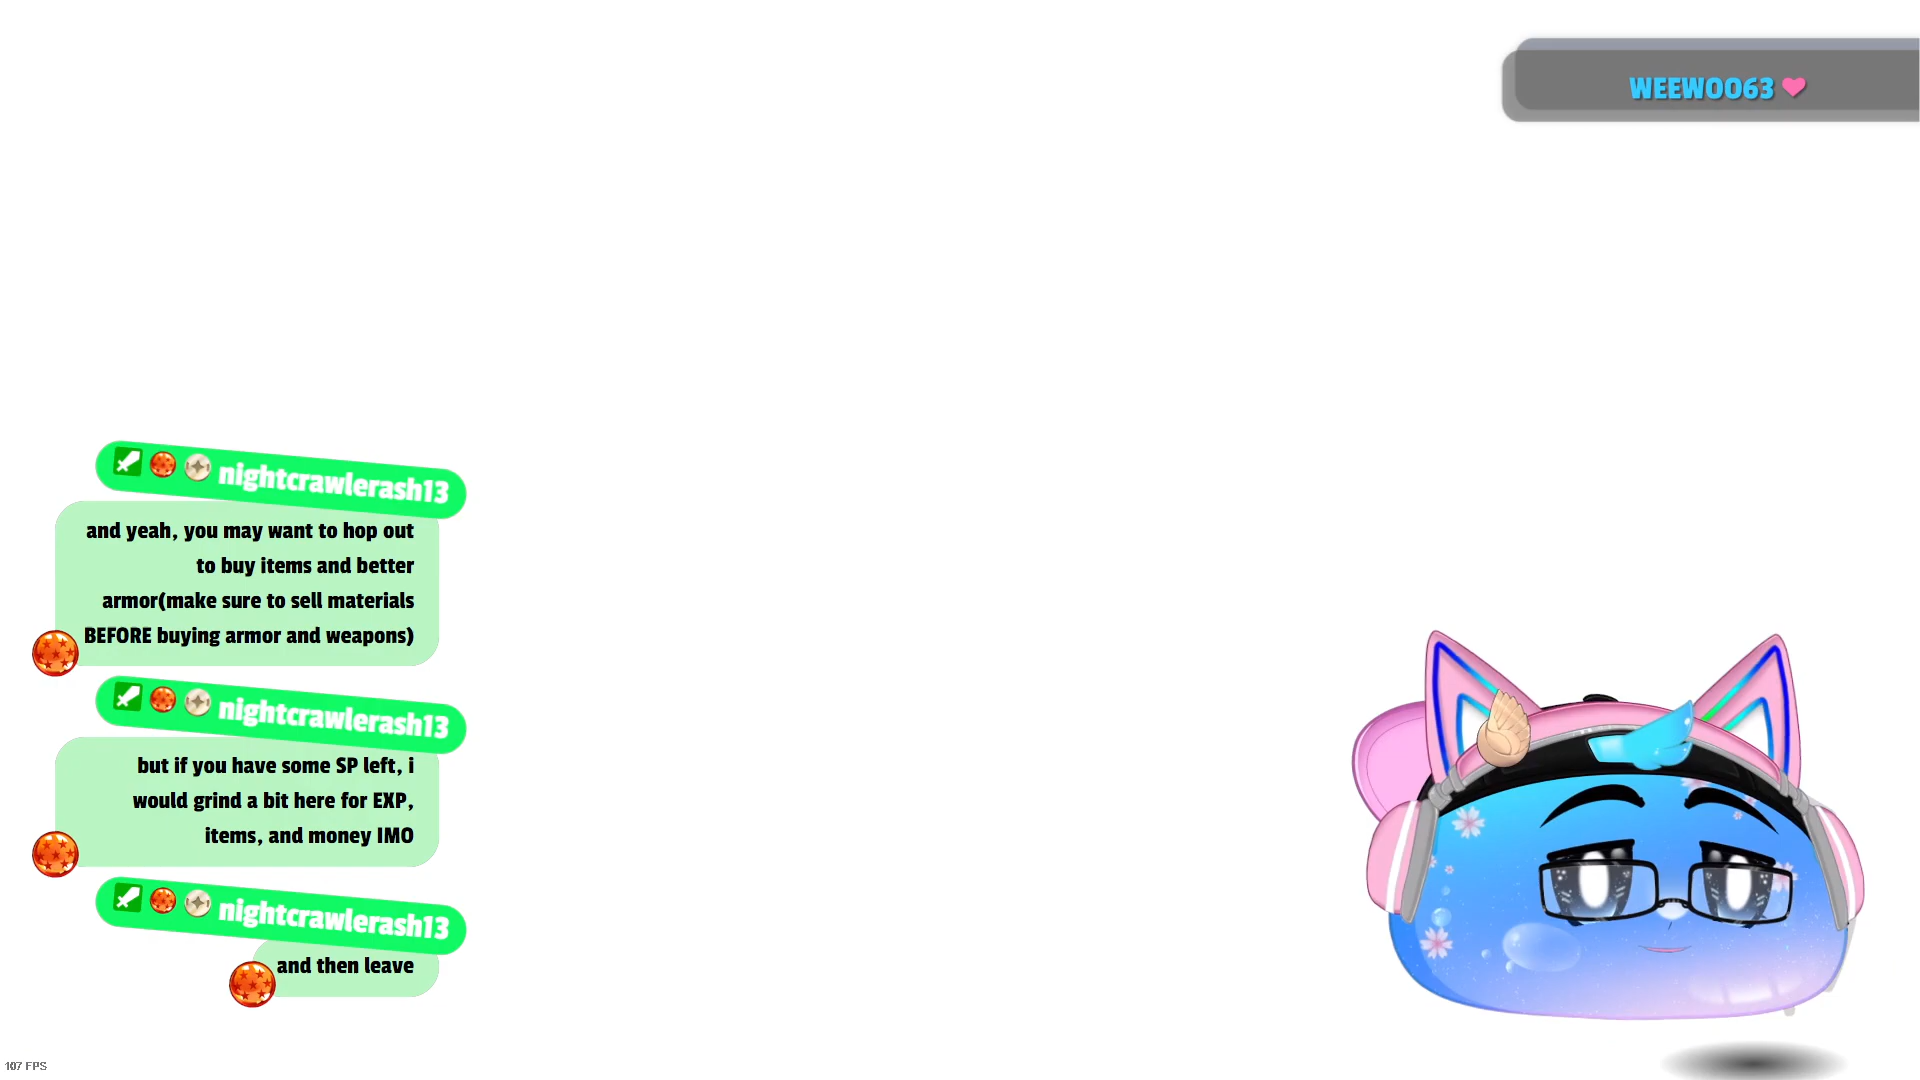 WEEWOO63
nightcrawlerash13
and yeah, you may want to hop out
to buy items and better
armor(make sure to sell materials
BEFORE buying armor and weapons)
nightcrawlerash13
but if you have some SP left, i
would grind a bit here for EXP,
items, and money IMO
nightcrawlerash13
and then leave
107 FPS